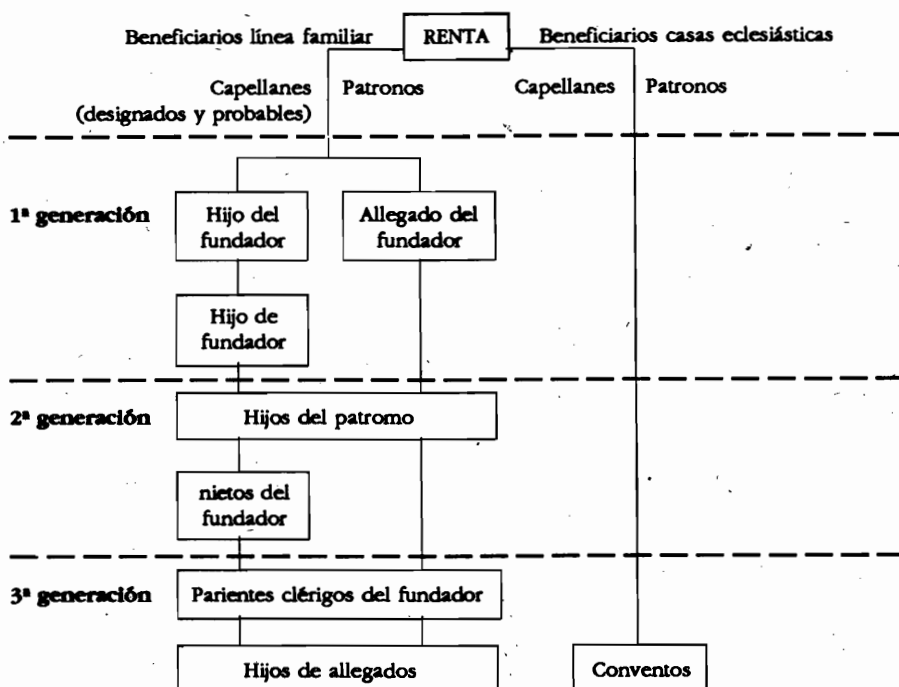 Beneficiarios línea familiar RENTA Beneficiarios casas eclesiásticas
Capellanes Patronos Capellanes Patronos
(designados y probables)
1ª generación
Hijo del
fundador
Allegado del
fundador
Hijo de
fundador
2ª generación
Hijos del patromo
nietos del
fundador
3ª generación
Parientes clérigos del fundador
Hijos de allegados
Conventos